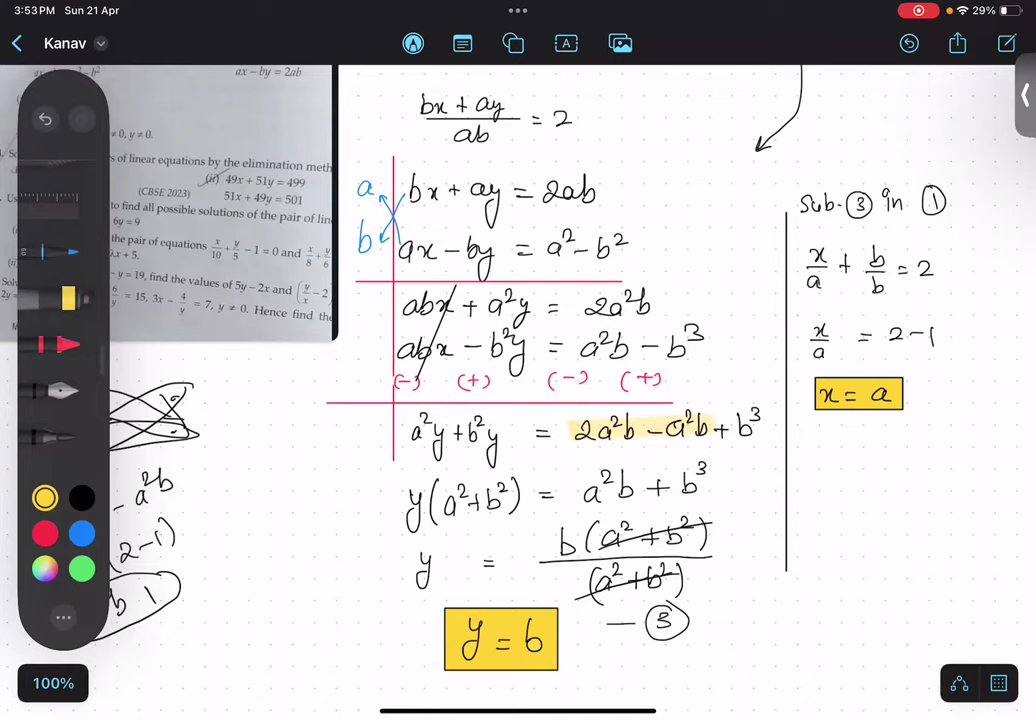 3:53 PM Sun 21 Apr
29%
Kanav
A
ax − by = 2ab
≠ 0, y ≠ 0.
s of linear equations by the elimination meth
(ii) 49x + 51y = 499
(CBSE 2023) 51x + 49y = 501
to find all possible solutions of the pair of lin
6y = 9
the pair of equations x/10 + y/5 − 1 = 0 and x/8 + y/6
λx + 5.
− y = 19, find the values of 5y − 2x and (y/x − 2
6/y = 15, 3x − 4/y = 7, y ≠ 0. Hence find the
− a²b
2 − 1)
b 1
100%
(bx + ay)/ab = 2
a bx + ay = 2ab
b ax − by = a² − b²
abx + a²y = 2a²b
abx − b²y = a²b − b³
(−) (+) (−) (+)
a²y + b²y = 2a²b − a²b + b³
y(a² + b²) = a²b + b³
y = b(a² + b²)/(a² + b²)
— ③
y = b
Sub. ③ in ①
x/a + b/b = 2
x/a = 2 − 1
x = a